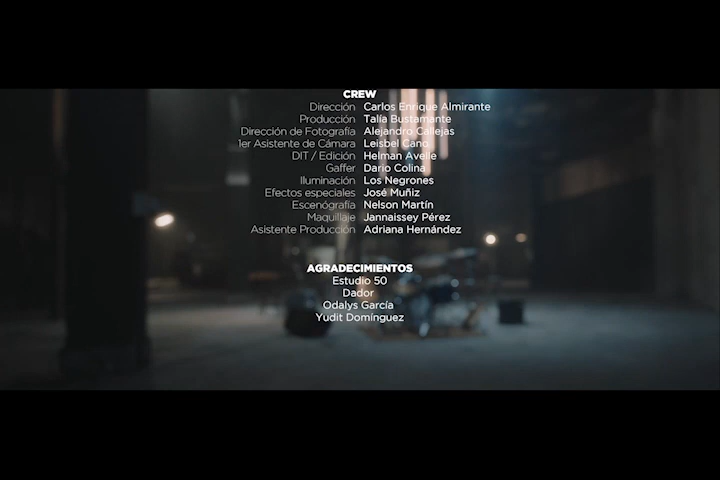 CREW
Dirección Carlos Enrique Almirante
Producción Talía Bustamante
Dirección de Fotografía Alejandro Callejas
1er Asistente de Cámara Leisbel Cano
DIT / Edición Helman Avelle
Gaffer Dario Colina
Iluminación Los Negrones
Efectos especiales José Muñiz
Escenógrafía Nelson Martín
Maquillaje Jannaissey Pérez
Asistente Producción Adriana Hernández
AGRADECIMIENTOS
Estudio 50
Dador
Odalys García
Yudit Domínguez